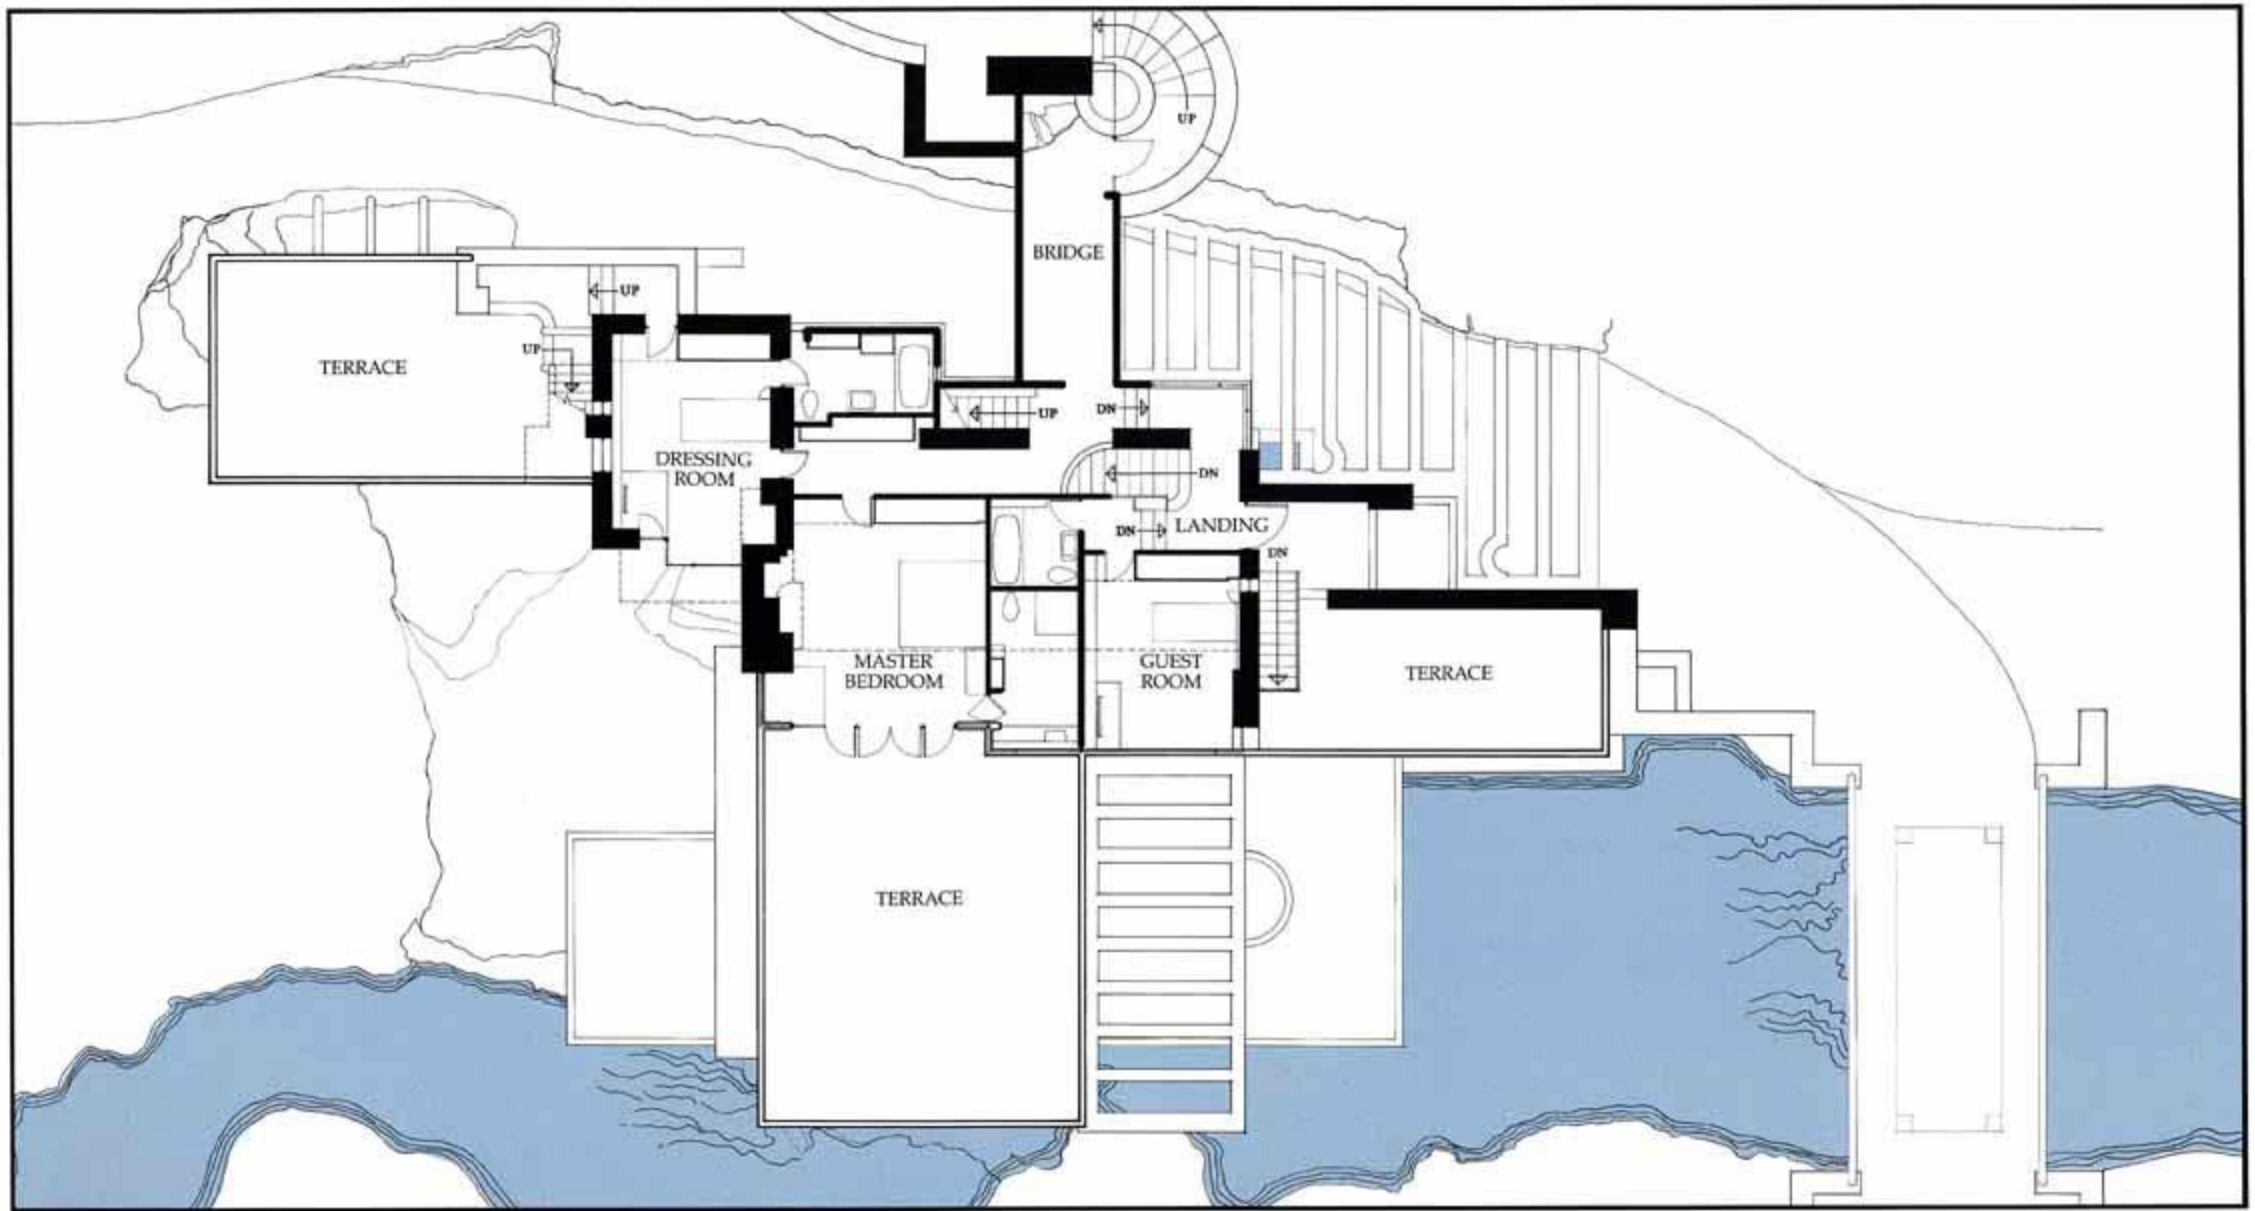 UP
BRIDGE
UP
TERRACE
UP
UP
DN
DRESSING
ROOM
DN
DN
LANDING
DN
MASTER
BEDROOM
GUEST
ROOM
TERRACE
TERRACE